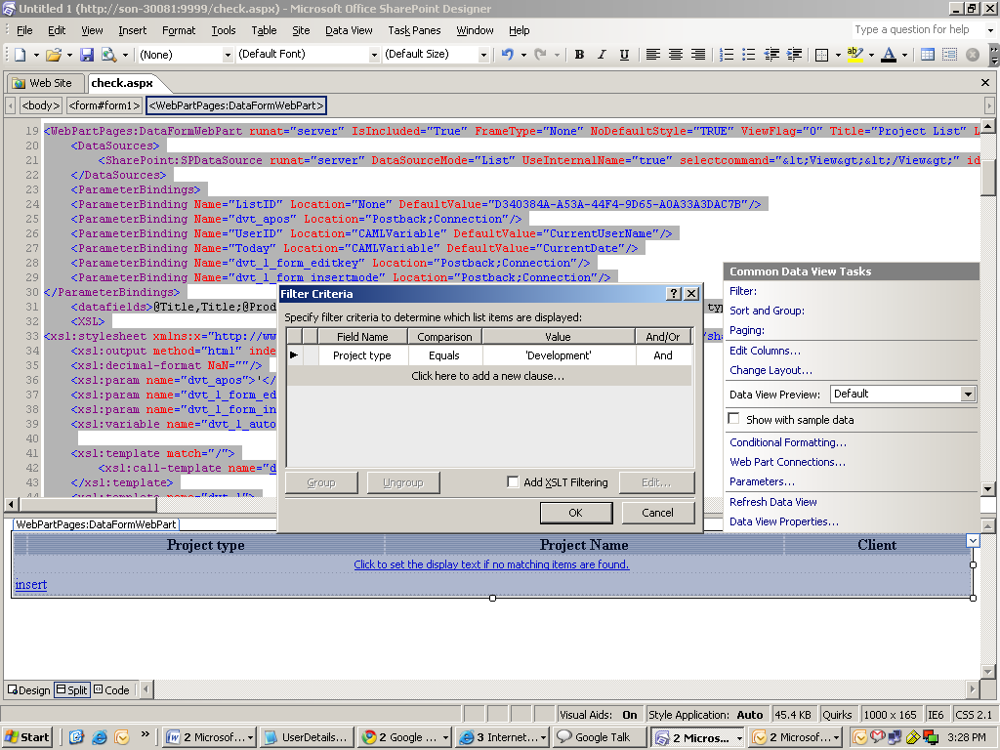 Untitled 1 (http://son-30081:9999/check.aspx) - Microsoft Office SharePoint Designer
File Edit View Insert Format Tools Table Site Data View Task Panes Window Help
Type a question for help
(None) (Default Font) (Default Size) B I U A
Web Site check.aspx
<body> <form#form1> <WebPartPages:DataFormWebPart>
19 <WebPartPages:DataFormWebPart runat="server" IsIncluded="True" FrameType="None" NoDefaultStyle="TRUE" ViewFlag="0" Title="Project List" L
20 <DataSources>
21 <SharePoint:SPDataSource runat="server" DataSourceMode="List" UseInternalName="true" selectcommand="&lt;View&gt;&lt;/View&gt;" id
22 </DataSources>
23 <ParameterBindings>
24 <ParameterBinding Name="ListID" Location="None" DefaultValue="D340384A-A53A-44F4-9D65-A0A33A3DAC7B"/>
25 <ParameterBinding Name="dvt_apos" Location="Postback;Connection"/>
26 <ParameterBinding Name="UserID" Location="CAMLVariable" DefaultValue="CurrentUserName"/>
27 <ParameterBinding Name="Today" Location="CAMLVariable" DefaultValue="CurrentDate"/>
28 <ParameterBinding Name="dvt_1_form_editkey" Location="Postback;Connection"/>
29 <ParameterBinding Name="dvt_1_form_insertmode" Location="Postback;Connection"/>
30 </ParameterBindings>
31 <datafields>@Title,Title;@Prod
32 <XSL>
33 <xsl:stylesheet xmlns:x="http://ww
34 <xsl:output method="html" inde
35 <xsl:decimal-format NaN=""/>
36 <xsl:param name="dvt_apos">'</
37 <xsl:param name="dvt_1_form_ed
38 <xsl:param name="dvt_1_form_in
39 <xsl:variable name="dvt_1_auto
40
41 <xsl:template match="/">
42 <xsl:call-template name="d
43 </xsl:template>
44 <xsl:template name="dvt_1">
Filter Criteria
Specify filter criteria to determine which list items are displayed:
Field Name Comparison Value And/Or
Project type Equals 'Development' And
Click here to add a new clause...
Group Ungroup Add XSLT Filtering Edit...
OK Cancel
Common Data View Tasks
Filter:
Sort and Group:
Paging:
Edit Columns...
Change Layout...
Data View Preview: Default
Show with sample data
Conditional Formatting...
Web Part Connections...
Parameters...
Refresh Data View
Data View Properties...
WebPartPages:DataFormWebPart
Project type Project Name Client
Click to set the display text if no matching items are found.
insert
Design Split Code
Visual Aids: On Style Application: Auto 45.4 KB Quirks 1000 x 165 IE6 CSS 2.1
Start 2 Microsof... UserDetails... 2 Google ... 3 Internet... Google Talk 2 Micros... 2 Microsof... 3:28 PM